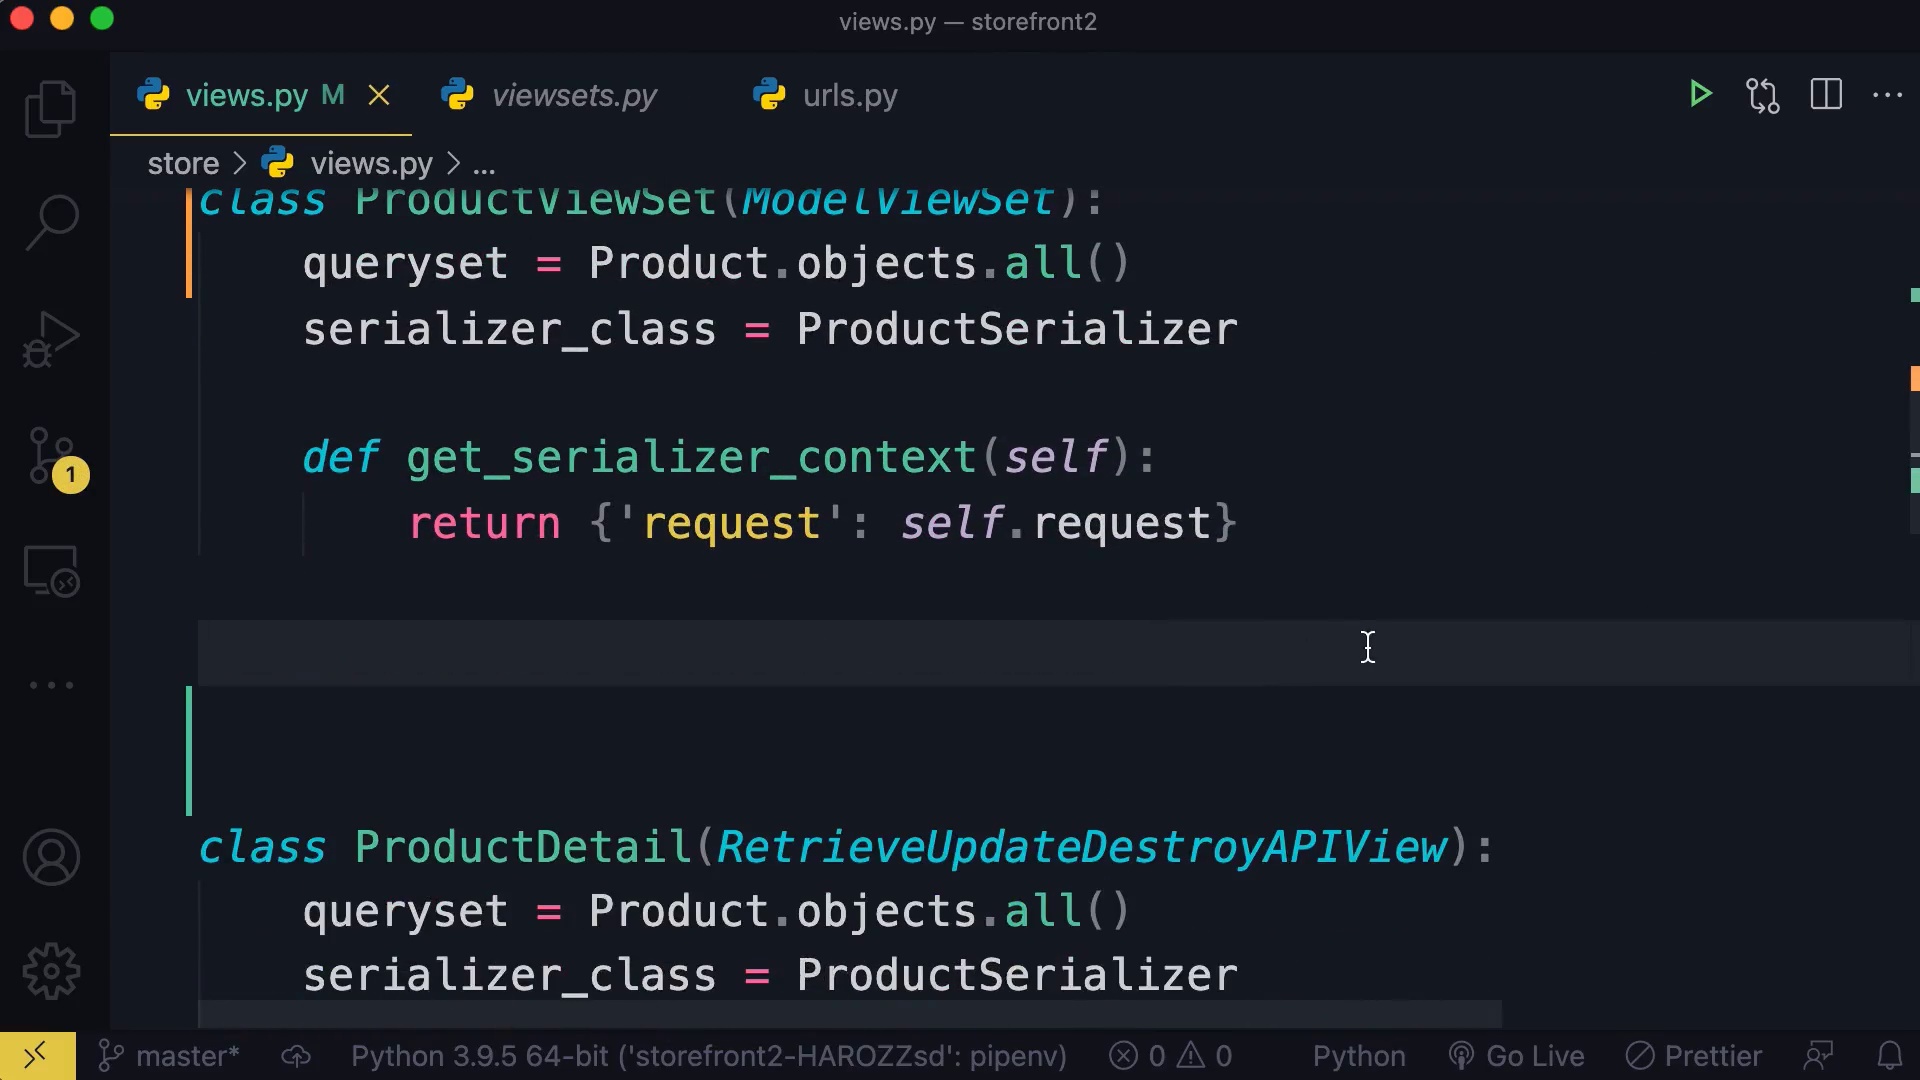 views.py — storefront2
views.py M
viewsets.py
urls.py
store > views.py > ...
class ProductViewSet(ModelViewSet):
    queryset = Product.objects.all()
    serializer_class = ProductSerializer
    def get_serializer_context(self):
        return {'request': self.request}
class ProductDetail(RetrieveUpdateDestroyAPIView):
    queryset = Product.objects.all()
    serializer_class = ProductSerializer
1
master*
Python 3.9.5 64-bit ('storefront2-HAROZZsd': pipenv)
0
0
Python
Go Live
Prettier